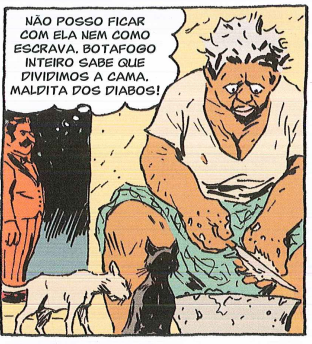 NÃO POSSO FICAR
COM ELA NEM COMO
ESCRAVA. BOTAFOGO
INTEIRO SABE QUE
DIVIDIMOS A CAMA.
MALDITA DOS DIABOS!